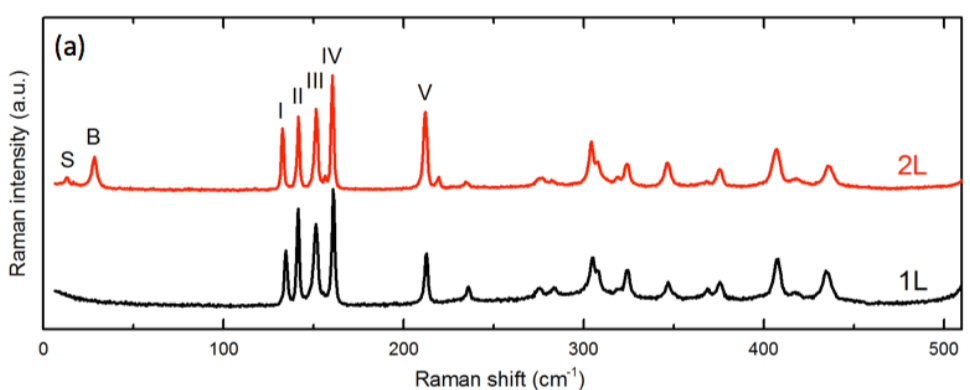 (a)
IV
III
II
I
V
B
S
2L
1L
Raman intensity (a.u.)
0
100
200
300
400
500
Raman shift (cm⁻¹)